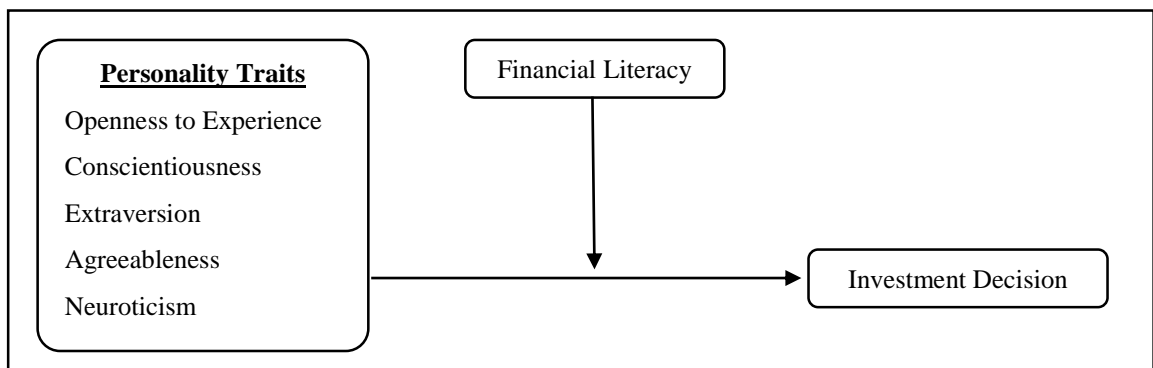 Personality Traits
Openness to Experience
Conscientiousness
Extraversion
Agreeableness
Neuroticism
Financial Literacy
Investment Decision